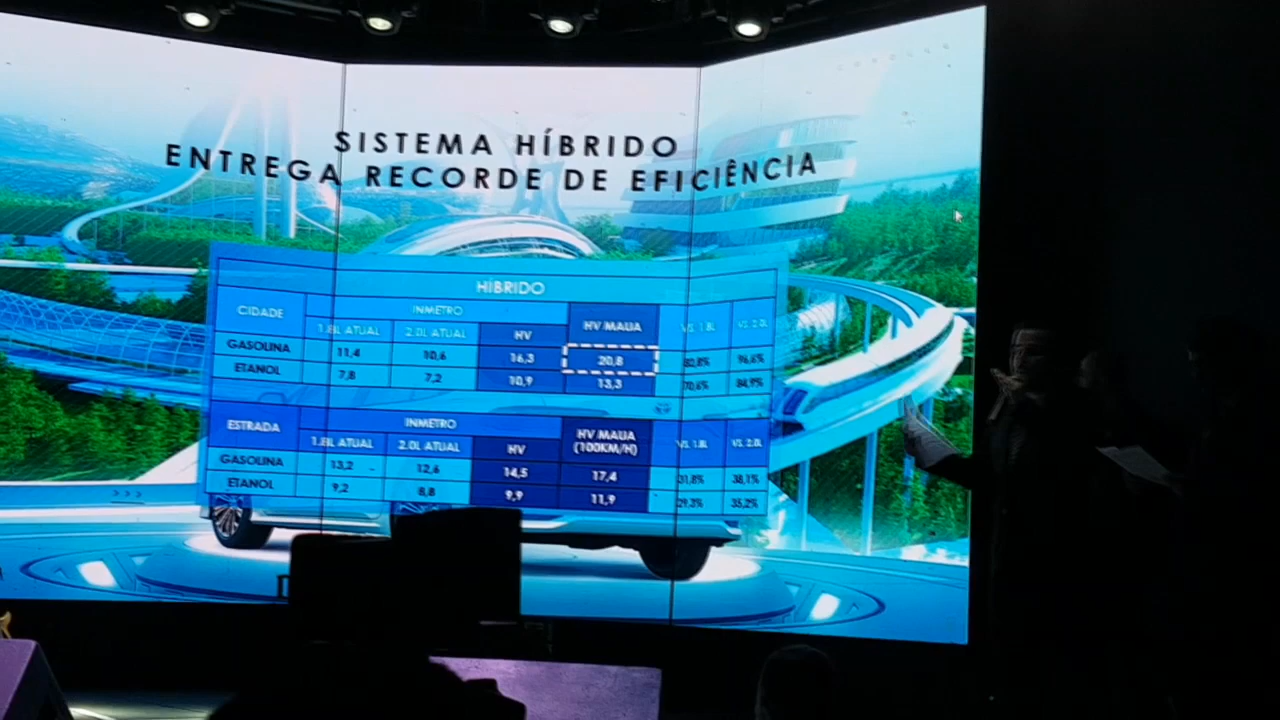 SISTEMA HÍBRIDO
ENTREGA RECORDE DE EFICIÊNCIA
HÍBRIDO
CIDADE INMETRO HV MAUA VS. 1.8L VS. 2.0L
1.8L ATUAL 2.0L ATUAL HV
GASOLINA 11,4 10,6 16,3 20,8 82,8% 96,6%
ETANOL 7,8 7,2 10,9 13,3 70,6% 84,9%
ESTRADA INMETRO HV MAUA (100KM/H) VS. 1.8L VS. 2.0L
1.8L ATUAL 2.0L ATUAL HV
GASOLINA 13,2 12,6 14,5 17,4 31,8% 38,1%
ETANOL 9,2 8,8 9,9 11,9 29,3% 35,2%
>>>